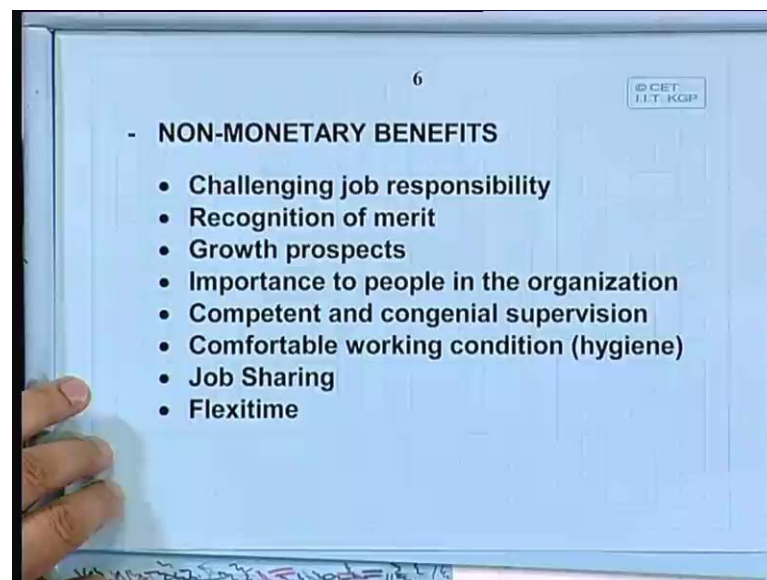 6
© CET
I.I.T. KGP
- NON-MONETARY BENEFITS
• Challenging job responsibility
• Recognition of merit
• Growth prospects
• Importance to people in the organization
• Competent and congenial supervision
• Comfortable working condition (hygiene)
• Job Sharing
• Flexitime